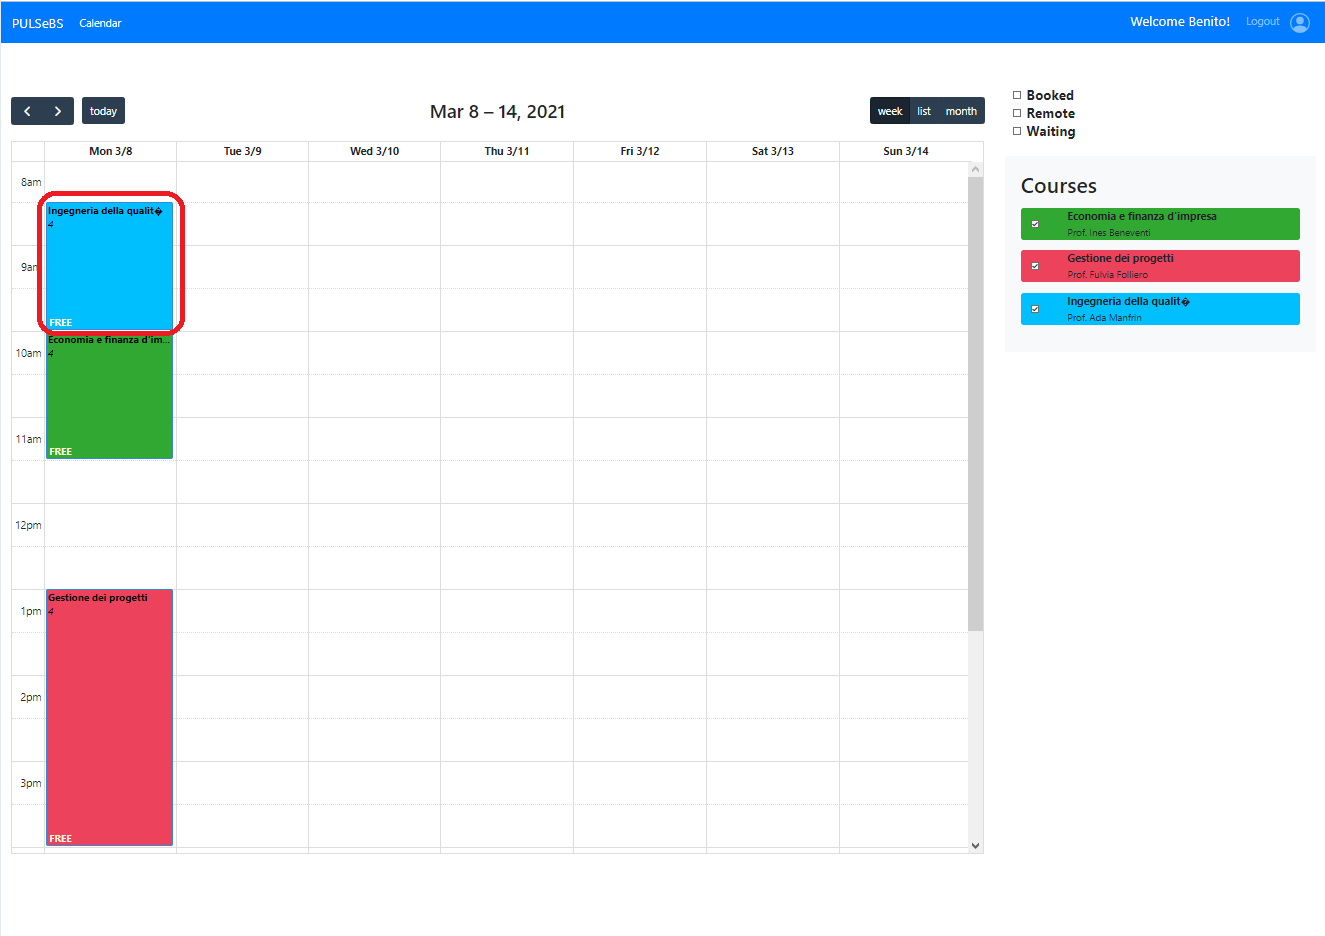 PULSeBS Calendar Welcome Benito! Logout
today Mar 8 – 14, 2021 week list month
Mon 3/8 Tue 3/9 Wed 3/10 Thu 3/11 Fri 3/12 Sat 3/13 Sun 3/14
8am
Ingegneria della qualit�
4
9am
FREE
Economia e finanza d'im...
10am 4
11am
FREE
12pm
Gestione dei progetti
1pm 4
2pm
3pm
FREE
Booked
Remote
Waiting
Courses
Economia e finanza d'impresa
Prof. Ines Beneventi
Gestione dei progetti
Prof. Fulvia Folliero
Ingegneria della qualit�
Prof. Ada Manfrin